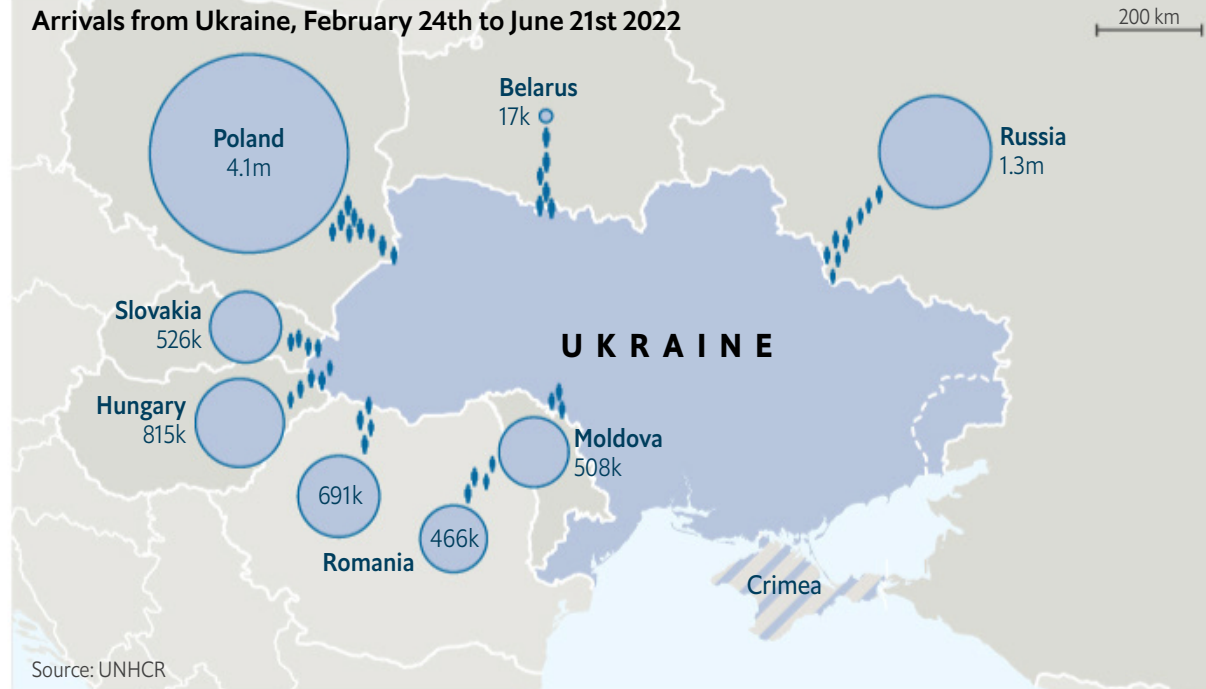 Arrivals from Ukraine, February 24th to June 21st 2022
200 km
Belarus
17k
Poland
4.1m
Russia
1.3m
Slovakia
526k
UKRAINE
Hungary
815k
Moldova
508k
691k
466k
Romania
Crimea
Source: UNHCR